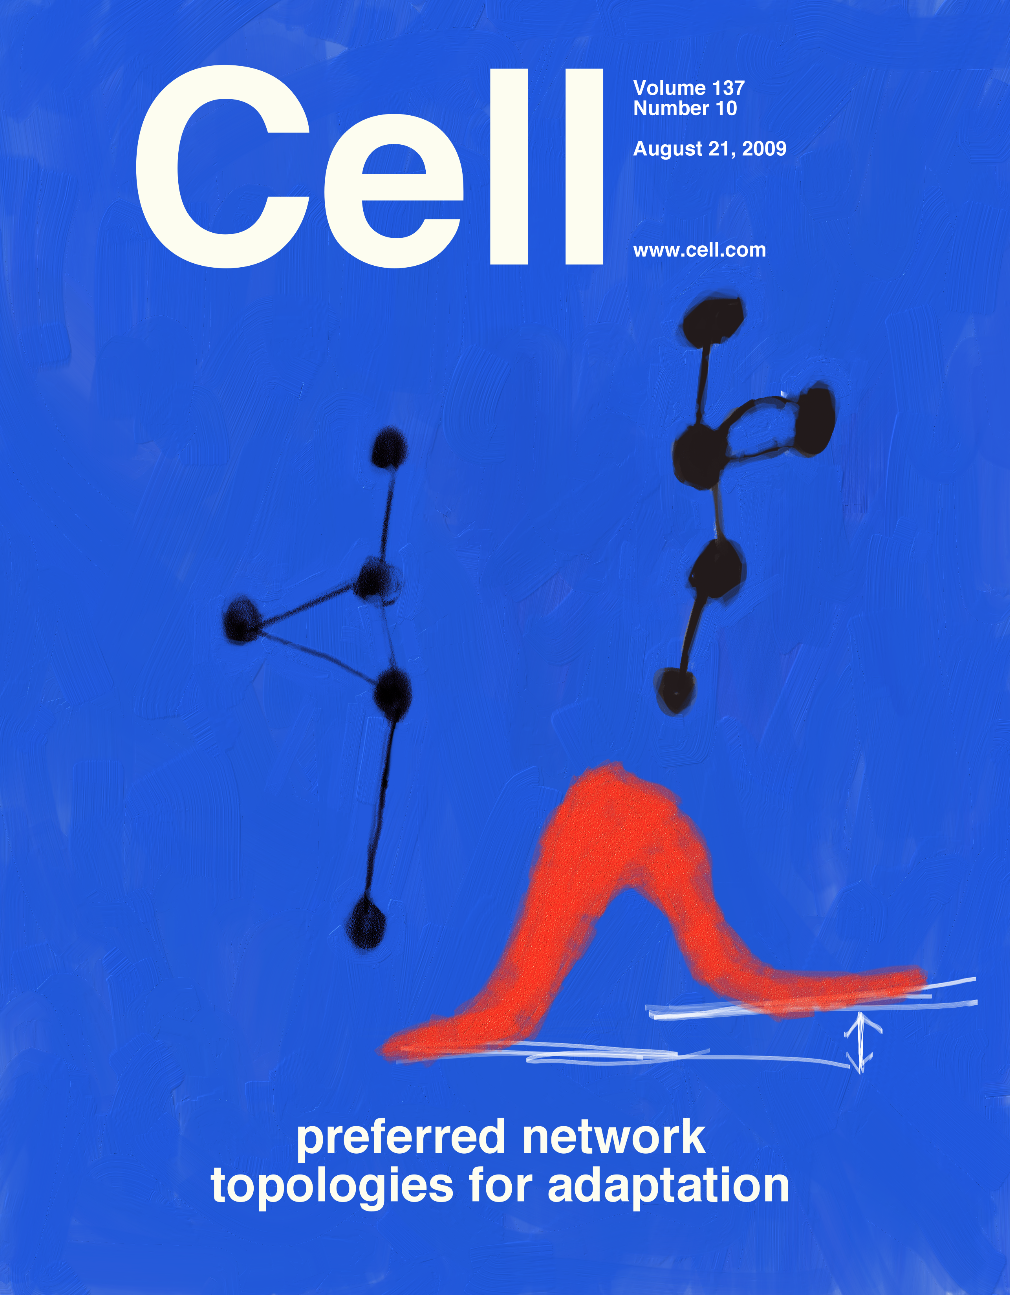 Cell
Volume 137
Number 10
August 21, 2009
www.cell.com
preferred network
topologies for adaptation